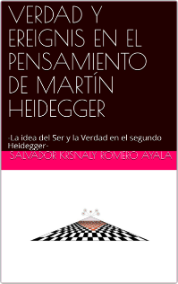 VERDAD Y
EREIGNIS EN EL
PENSAMIENTO
DE MARTÍN
HEIDEGGER
-La idea del Ser y la Verdad en el segundo
Heidegger-
SALVADOR KRSNALY ROMERO AYALA